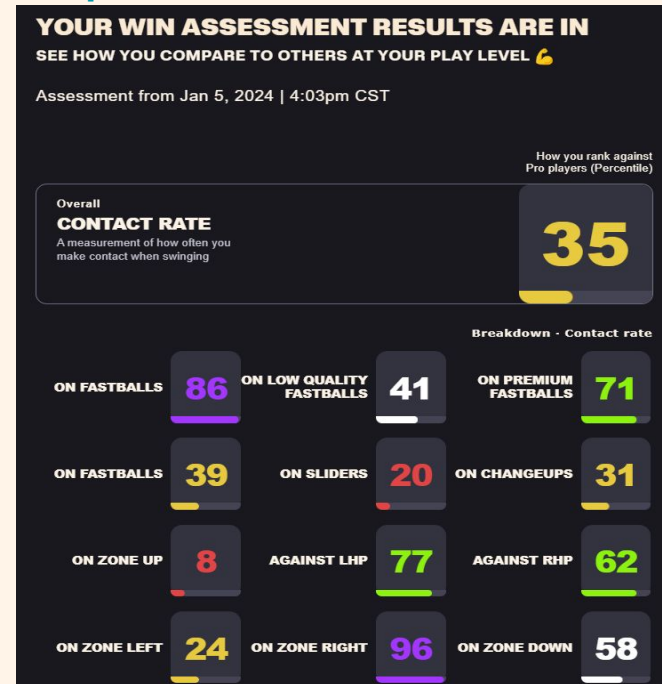 YOUR WIN ASSESSMENT RESULTS ARE IN
SEE HOW YOU COMPARE TO OTHERS AT YOUR PLAY LEVEL 💪
Assessment from Jan 5, 2024 | 4:03pm CST
How you rank against
Pro players (Percentile)
Overall
CONTACT RATE
A measurement of how often you
make contact when swinging
35
Breakdown · Contact rate
ON FASTBALLS
86
ON LOW QUALITY
FASTBALLS
41
ON PREMIUM
FASTBALLS
71
ON FASTBALLS
39
ON SLIDERS
20
ON CHANGEUPS
31
ON ZONE UP
8
AGAINST LHP
77
AGAINST RHP
62
ON ZONE LEFT
24
ON ZONE RIGHT
96
ON ZONE DOWN
58